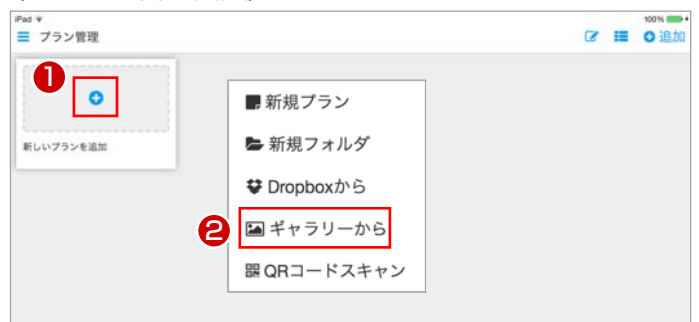 iPad
100%
プラン管理
追加
1
新しいプランを追加
新規プラン
新規フォルダ
Dropboxから
2
ギャラリーから
QRコードスキャン